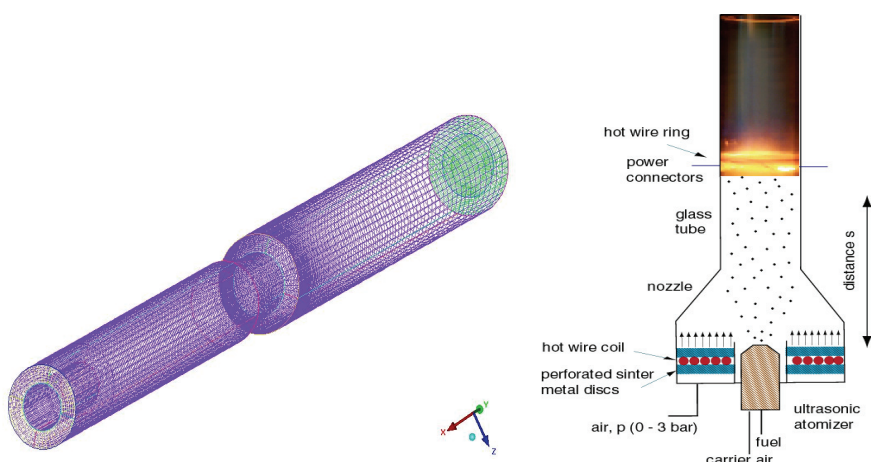 X
Y
Z
hot wire ring
power
connectors
glass
tube
distance s
nozzle
hot wire coil
perforated sinter
metal discs
ultrasonic
atomizer
air, p (0 - 3 bar)
fuel
carrier air